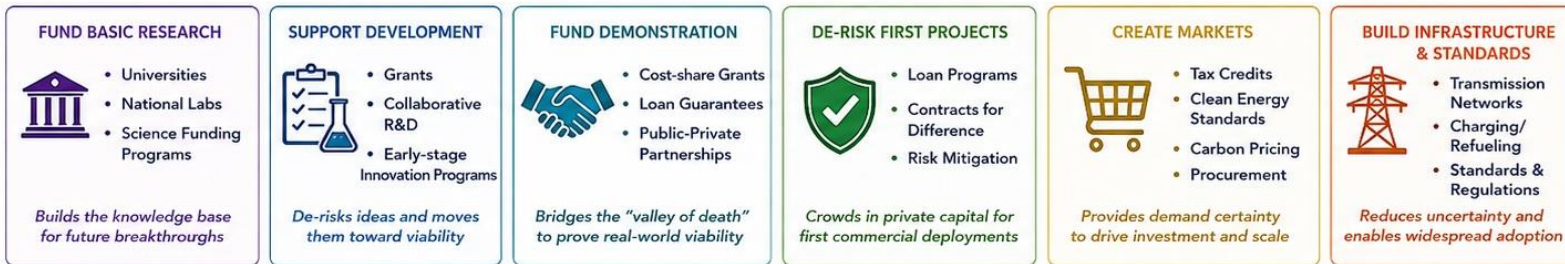 FUND BASIC RESEARCH
• Universities
• National Labs
• Science Funding
Programs
Builds the knowledge base
for future breakthroughs
SUPPORT DEVELOPMENT
• Grants
• Collaborative
R&D
• Early-stage
Innovation Programs
De-risks ideas and moves
them toward viability
FUND DEMONSTRATION
• Cost-share Grants
• Loan Guarantees
• Public-Private
Partnerships
Bridges the “valley of death”
to prove real-world viability
DE-RISK FIRST PROJECTS
• Loan Programs
• Contracts for
Difference
• Risk Mitigation
Crowds in private capital for
first commercial deployments
CREATE MARKETS
• Tax Credits
• Clean Energy
Standards
• Carbon Pricing
• Procurement
Provides demand certainty
to drive investment and scale
BUILD INFRASTRUCTURE
& STANDARDS
• Transmission
Networks
• Charging/
Refueling
• Standards &
Regulations
Reduces uncertainty and
enables widespread adoption